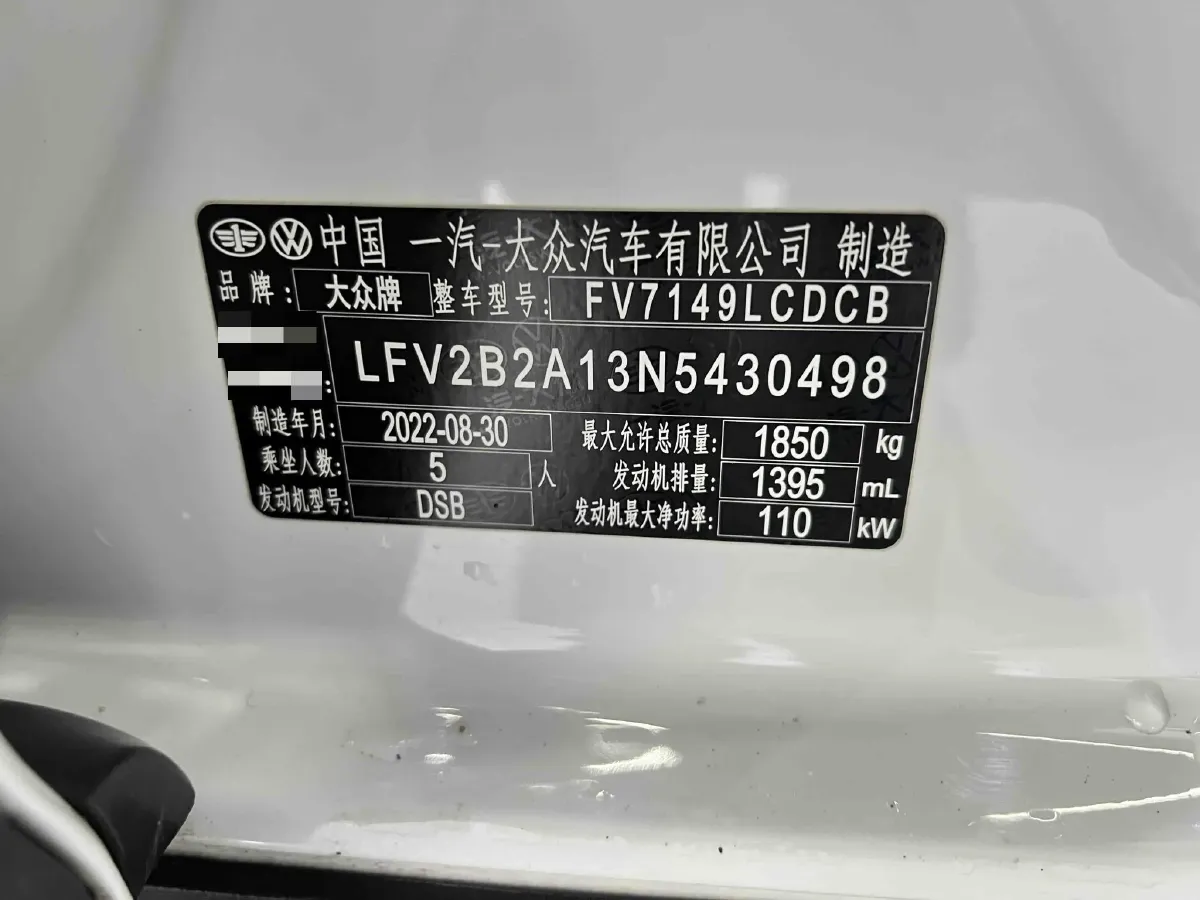 中国 一汽-大众汽车有限公司 制造
品牌: 大众牌 整车型号: FV7149LCDCB
LFV2B2A13N5430498
制造年月: 2022-08-30 最大允许总质量: 1850 kg
乘坐人数: 5 人 发动机排量: 1395 mL
发动机型号: DSB 发动机最大净功率: 110 kW